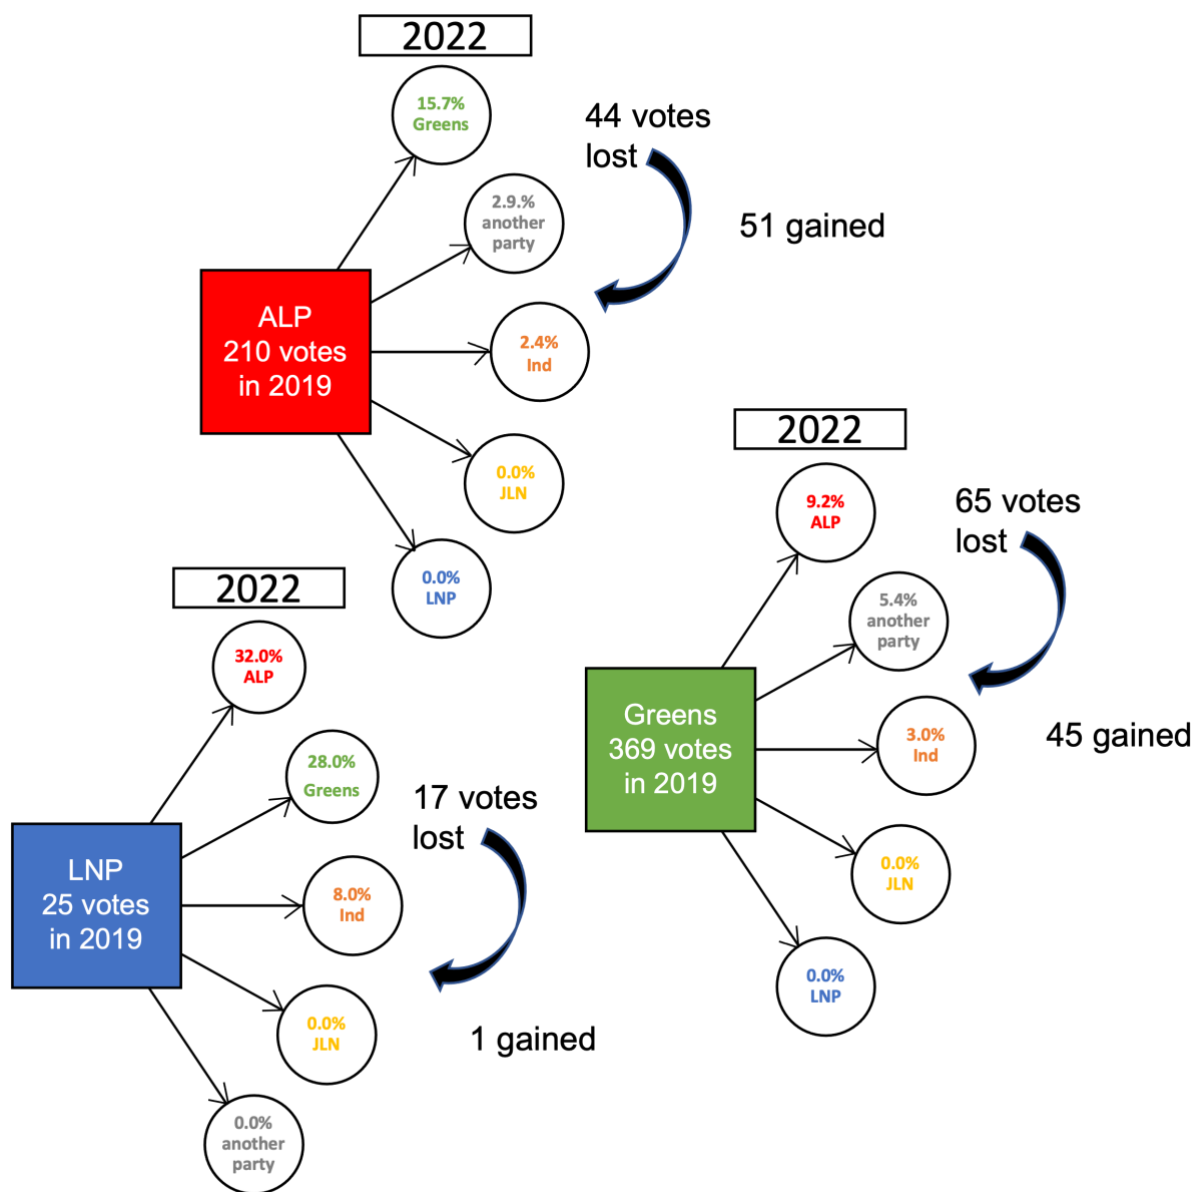 2022
15.7%
Greens
44 votes
lost
2.9.%
another
party
51 gained
ALP
210 votes
in 2019
2.4%
Ind
0.0%
JLN
0.0%
LNP
2022
9.2%
ALP
65 votes
lost
5.4%
another
party
Greens
369 votes
in 2019
3.0%
Ind
45 gained
0.0%
JLN
0.0%
LNP
2022
32.0%
ALP
28.0%
Greens
17 votes
lost
LNP
25 votes
in 2019
8.0%
Ind
0.0%
JLN
1 gained
0.0%
another
party